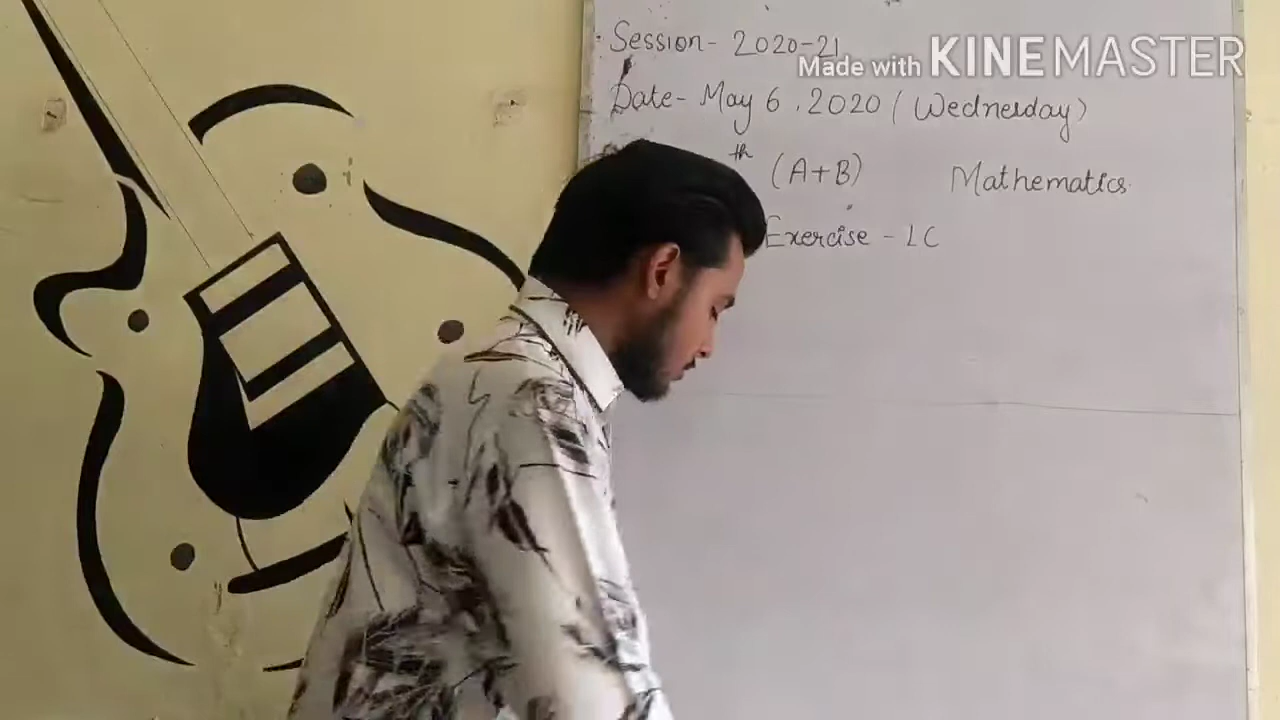 Session- 2020-21
Made with KINEMASTER
Date- May 6, 2020 (Wednesday)
th (A+B) Mathematics
Exercise - 1C